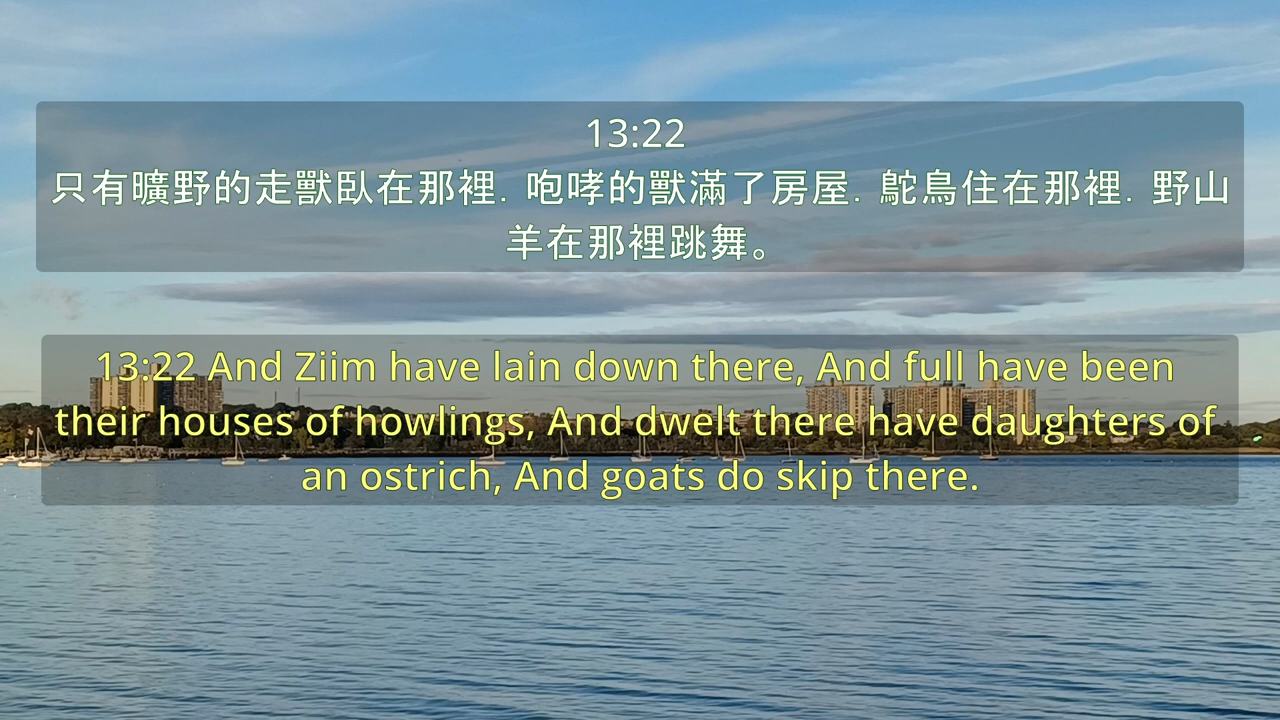 13:22
只有曠野的走獸臥在那裡. 咆哮的獸滿了房屋. 鴕鳥住在那裡. 野山
羊在那裡跳舞。
13:22 And Ziim have lain down there, And full have been
their houses of howlings, And dwelt there have daughters of
an ostrich, And goats do skip there.